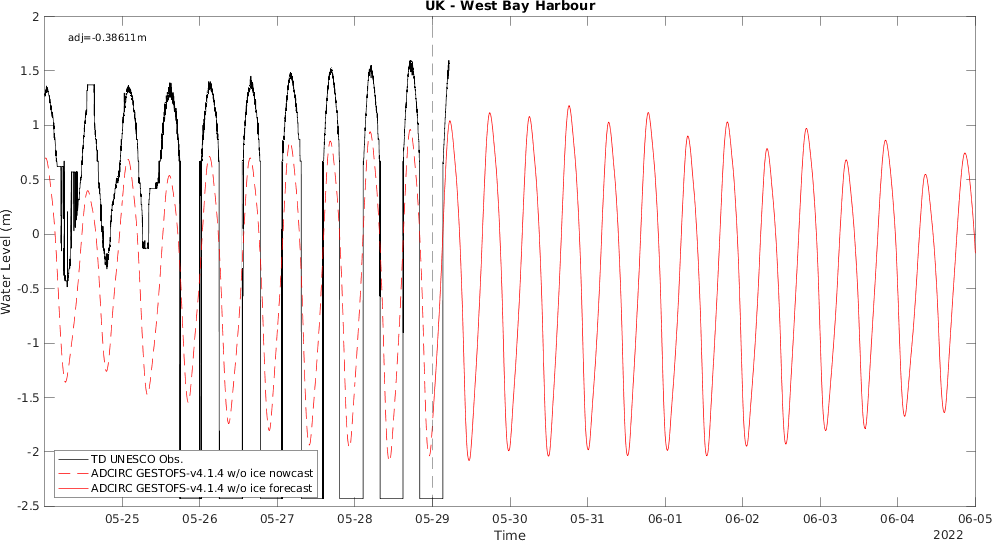 UK - West Bay Harbour
adj=-0.38611m
2
1.5
1
0.5
0
-0.5
-1
-1.5
-2
-2.5
Water Level (m)
TD UNESCO Obs.
ADCIRC GESTOFS-v4.1.4 w/o ice nowcast
ADCIRC GESTOFS-v4.1.4 w/o ice forecast
05-25 05-26 05-27 05-28 05-29 05-30 05-31 06-01 06-02 06-03 06-04 06-05
Time
2022